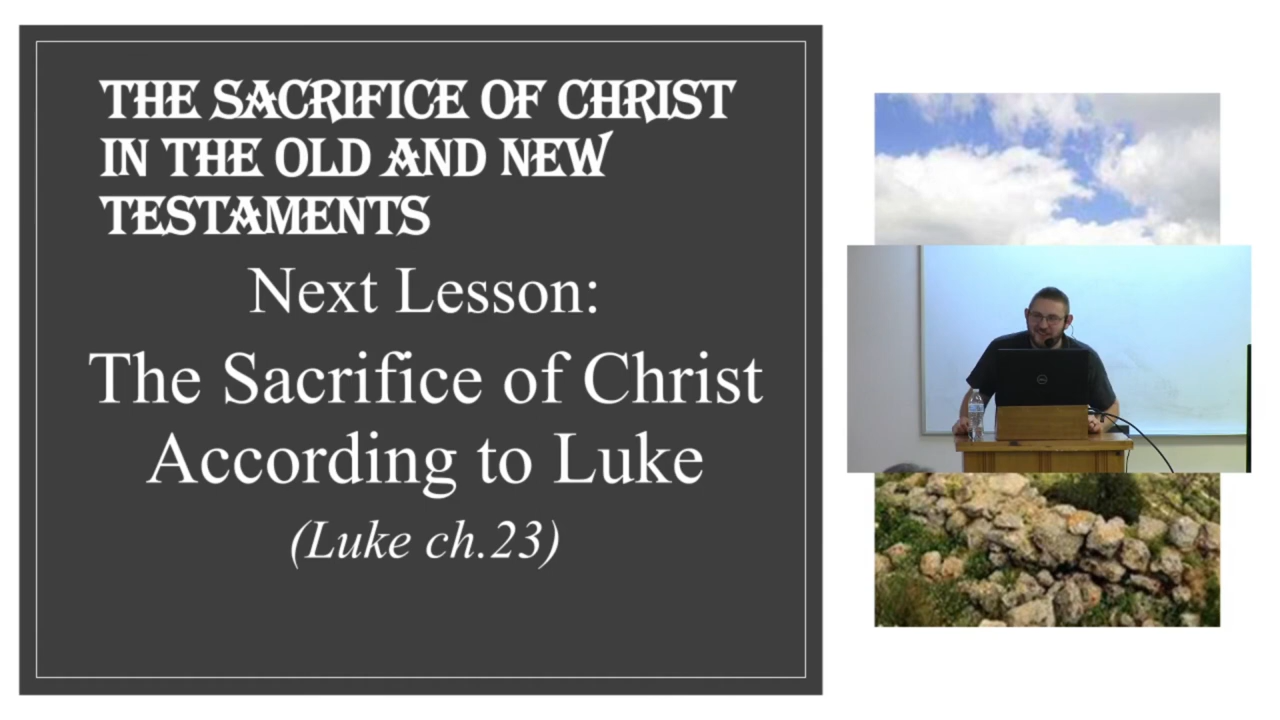 THE SACRIFICE OF CHRIST
IN THE OLD AND NEW
TESTAMENTS
Next Lesson:
The Sacrifice of Christ
According to Luke
(Luke ch.23)